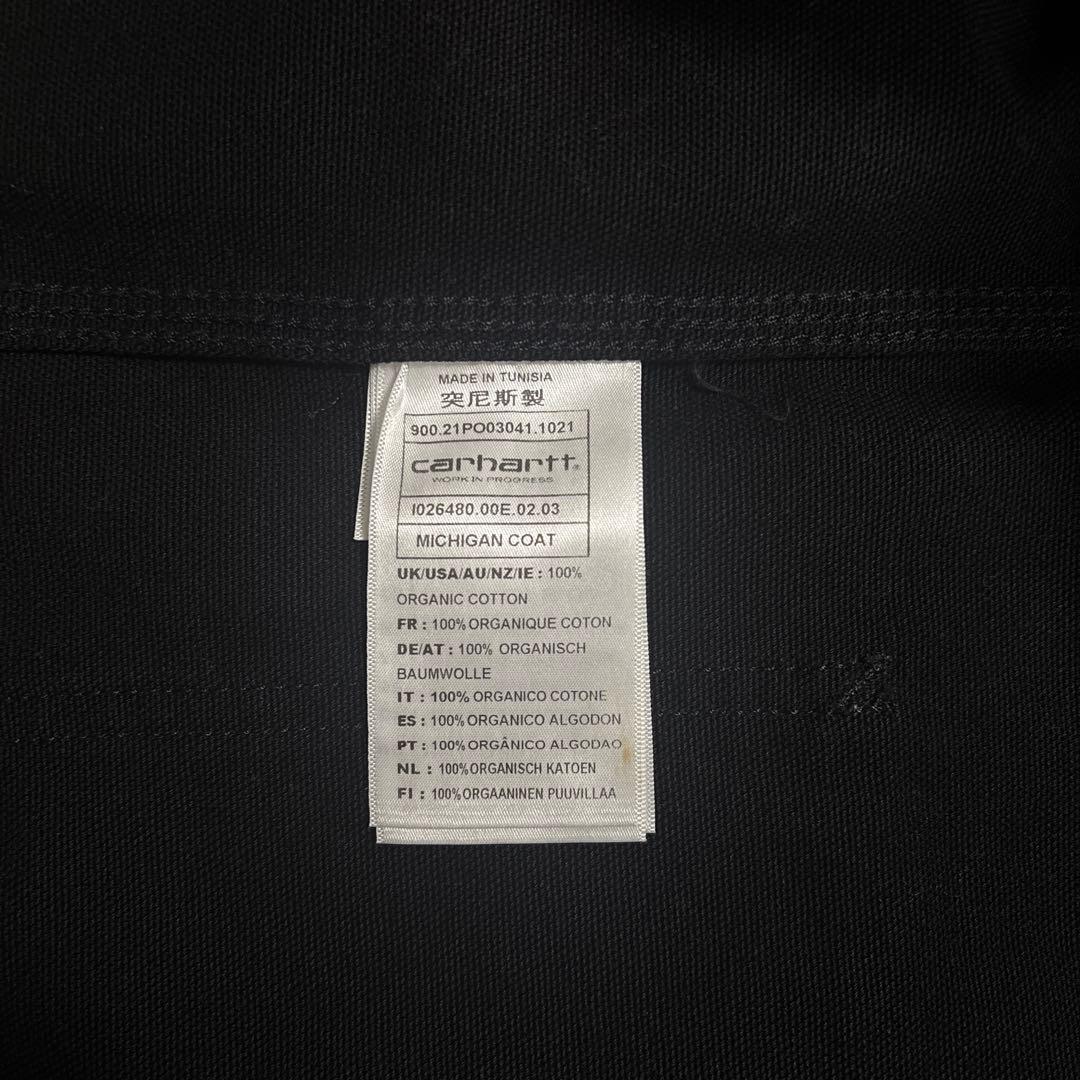 MADE IN TUNISIA
突尼斯製
900.21PO03041.1021
carhartt®
WORK IN PROGRESS
I026480.00E.02.03
MICHIGAN COAT
UK/USA/AU/NZ/IE : 100%
ORGANIC COTTON
FR : 100% ORGANIQUE COTON
DE/AT : 100% ORGANISCH
BAUMWOLLE
IT : 100% ORGANICO COTONE
ES : 100% ORGANICO ALGODON
PT : 100% ORGÂNICO ALGODAO
NL : 100% ORGANISCH KATOEN
FI : 100% ORGAANINEN PUUVILLAA